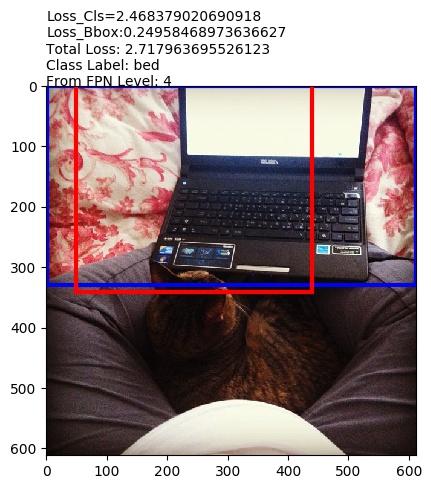 Loss_Cls=2.468379020690918
Loss_Bbox:0.24958468973636627
Total Loss: 2.717963695526123
Class Label: bed
From FPN Level: 4
0
100
200
300
400
500
600
0
100
200
300
400
500
600